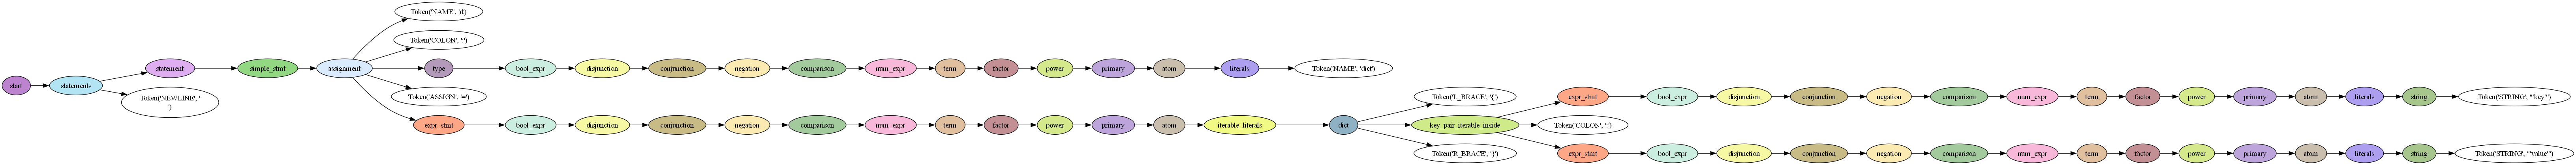 Token('NAME', 'd')
Token('COLON', ':')
statement
simple_stmt
assignment
type
bool_expr
disjunction
conjunction
negation
comparison
num_expr
term
factor
power
primary
atom
literals
Token('NAME', 'dict')
start
statements
Token('NEWLINE', '
')
Token('ASSIGN', '=')
expr_stmt
bool_expr
disjunction
conjunction
negation
comparison
num_expr
term
factor
power
primary
atom
iterable_literals
dict
Token('L_BRACE', '{')
key_pair_iterable_inside
Token('R_BRACE', '}')
expr_stmt
bool_expr
disjunction
conjunction
negation
comparison
num_expr
term
factor
power
primary
atom
literals
string
Token('STRING', '"key"')
Token('COLON', ':')
expr_stmt
bool_expr
disjunction
conjunction
negation
comparison
num_expr
term
factor
power
primary
atom
literals
string
Token('STRING', '"value"')